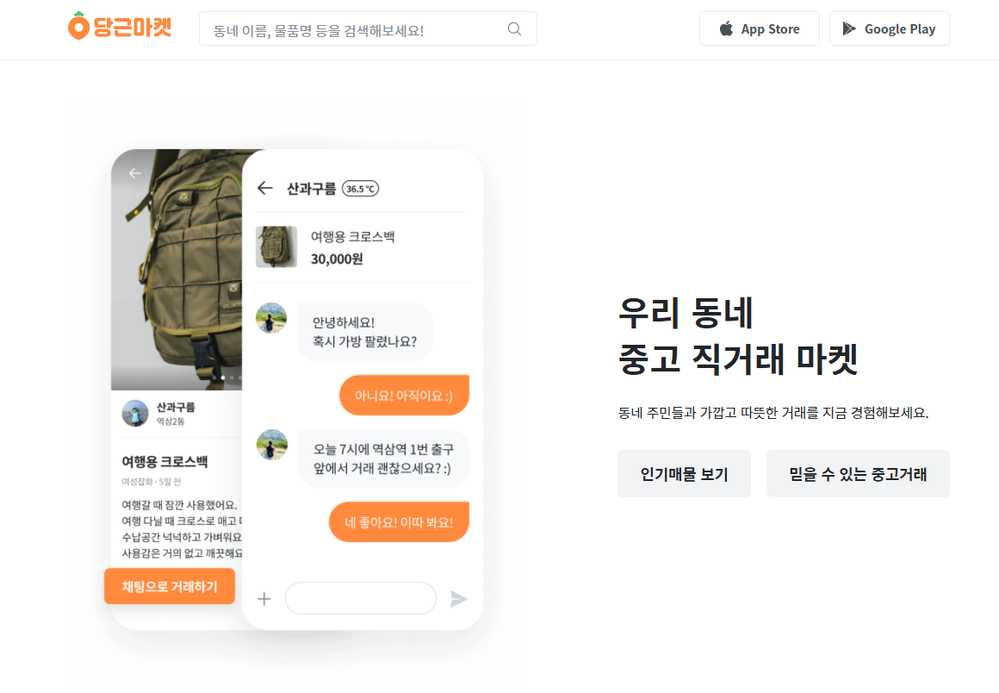 당근마켓
동네 이름, 물품명 등을 검색해보세요!
App Store
Google Play
산과구름
역삼2동
여행용 크로스백
여성잡화 · 5일 전
여행갈 때 잠깐 사용했어요.
여행 다닐 때 크로스로 매고
수납공간 넉넉하고 가벼워요
사용감은 거의 없고 깨끗해요
채팅으로 거래하기
산과구름 36.5 °C
여행용 크로스백
30,000원
안녕하세요!
혹시 가방 팔렸나요?
아니요! 아직이요 :)
오늘 7시에 역삼역 1번 출구
앞에서 거래 괜찮으세요? :)
네 좋아요! 이따 봐요!
우리 동네
중고 직거래 마켓
동네 주민들과 가깝고 따뜻한 거래를 지금 경험해보세요.
인기매물 보기
믿을 수 있는 중고거래